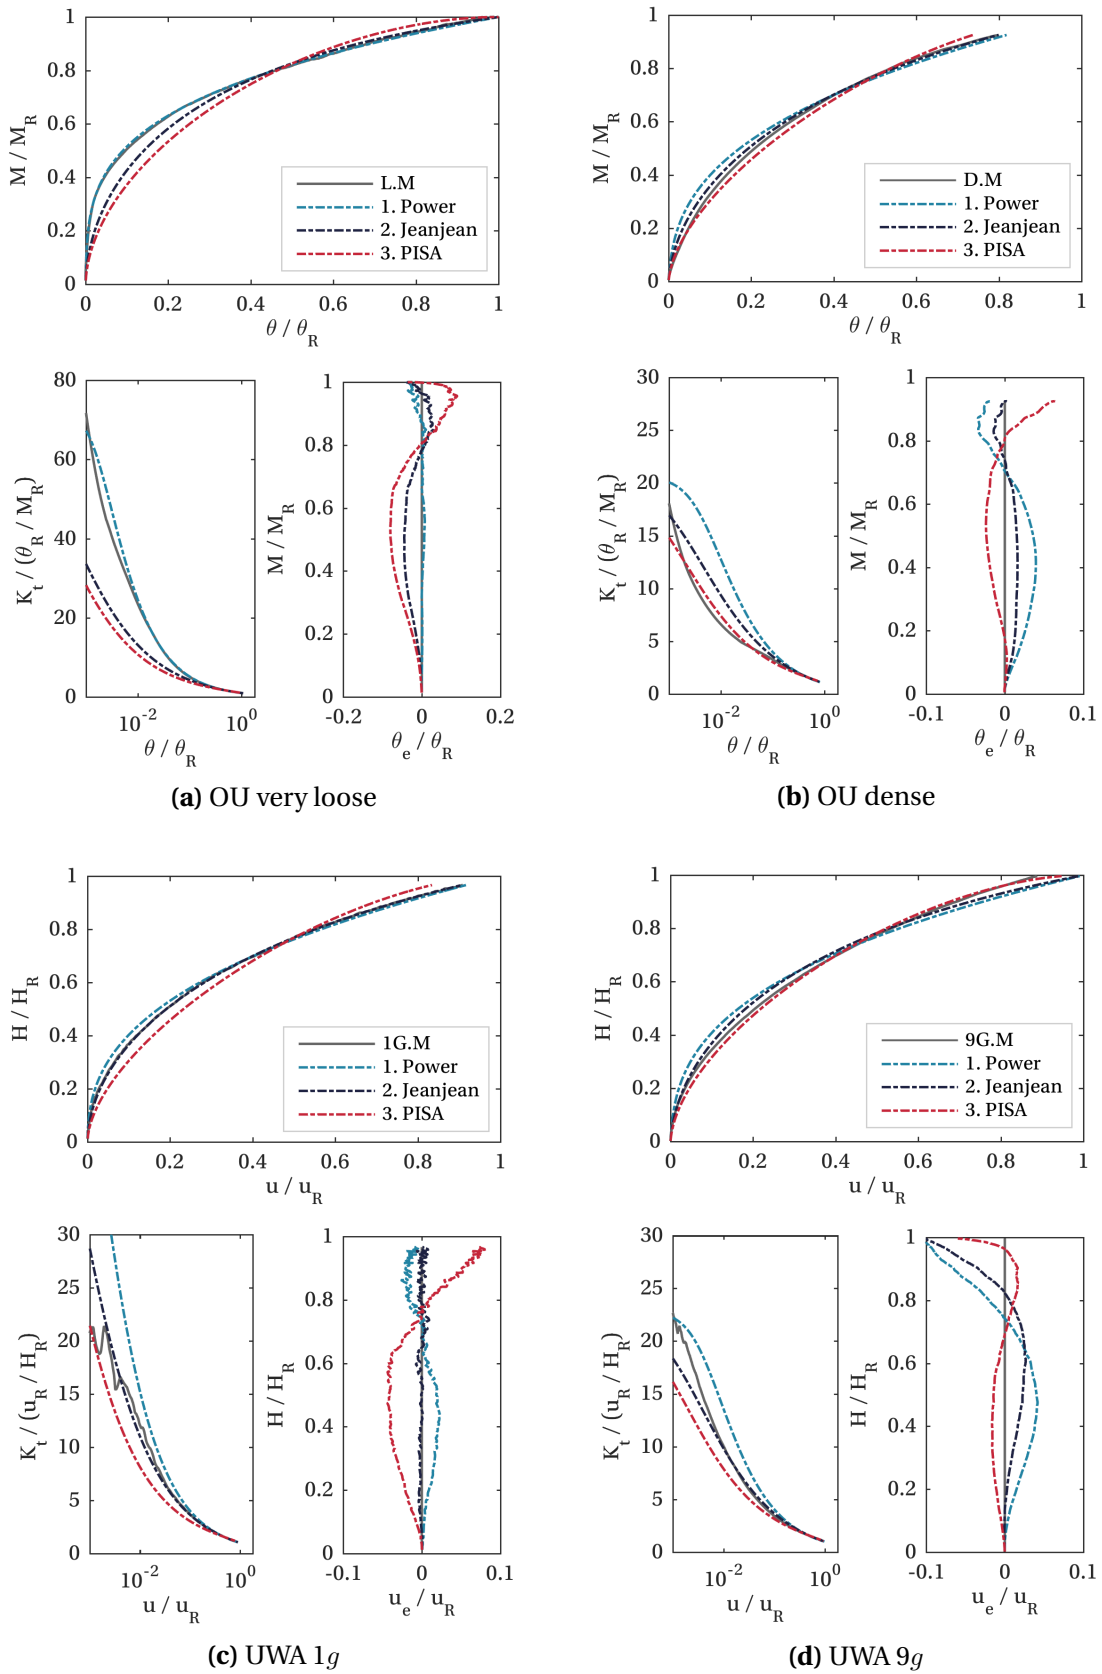 1
0.8
0.6
0.4
0.2
0
M / M_R
L.M
1. Power
2. Jeanjean
3. PISA
0 0.2 0.4 0.6 0.8 1
θ / θ_R
1
0.8
0.6
0.4
0.2
0
M / M_R
D.M
1. Power
2. Jeanjean
3. PISA
0 0.2 0.4 0.6 0.8 1
θ / θ_R
80
60
40
20
0
K_t / (θ_R / M_R)
10^-2 10^0
θ / θ_R
1
0.8
0.6
0.4
0.2
0
M / M_R
-0.2 0 0.2
θ_e / θ_R
30
25
20
15
10
5
0
K_t / (θ_R / M_R)
10^-2 10^0
θ / θ_R
1
0.8
0.6
0.4
0.2
0
M / M_R
-0.1 0 0.1
θ_e / θ_R
(a) OU very loose
(b) OU dense
1
0.8
0.6
0.4
0.2
0
H / H_R
1G.M
1. Power
2. Jeanjean
3. PISA
0 0.2 0.4 0.6 0.8 1
u / u_R
1
0.8
0.6
0.4
0.2
0
H / H_R
9G.M
1. Power
2. Jeanjean
3. PISA
0 0.2 0.4 0.6 0.8 1
u / u_R
30
25
20
15
10
5
0
K_t / (u_R / H_R)
10^-2 10^0
u / u_R
1
0.8
0.6
0.4
0.2
0
H / H_R
-0.1 0 0.1
u_e / u_R
30
25
20
15
10
5
0
K_t / (u_R / H_R)
10^-2 10^0
u / u_R
1
0.8
0.6
0.4
0.2
0
H / H_R
-0.1 0 0.1
u_e / u_R
(c) UWA 1g
(d) UWA 9g